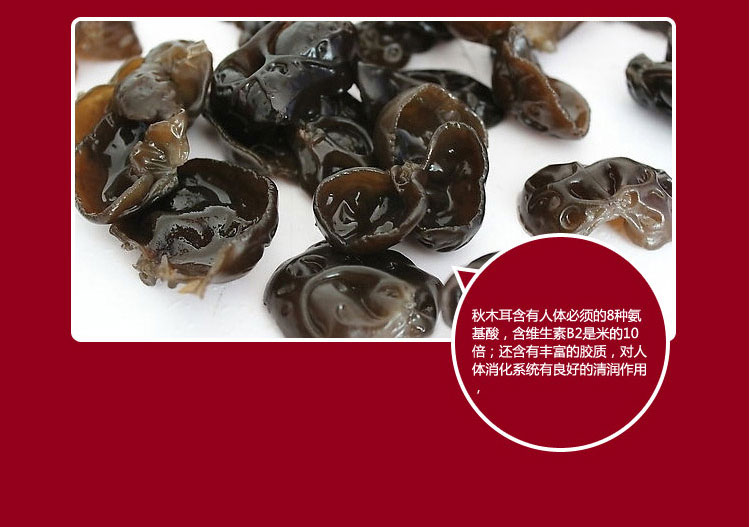 秋木耳含有人体必须的8种氨
基酸，含维生素B2是米的10
倍；还含有丰富的胶质，对人
体消化系统有良好的清润作用
，